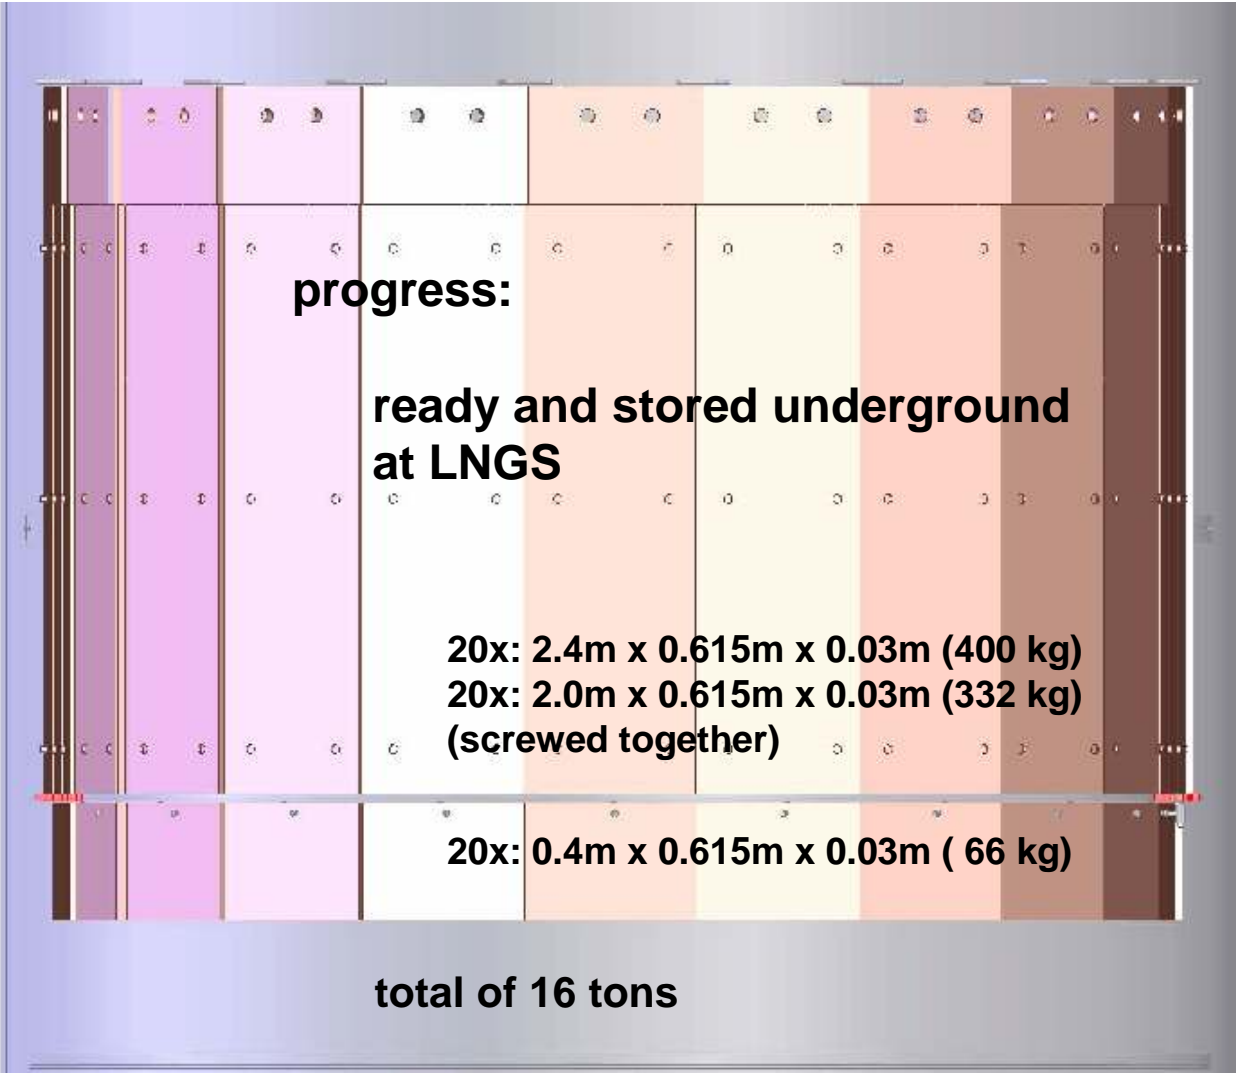 progress:
ready and stored underground
at LNGS
20x: 2.4m x 0.615m x 0.03m (400 kg)
20x: 2.0m x 0.615m x 0.03m (332 kg)
(screwed together)
20x: 0.4m x 0.615m x 0.03m ( 66 kg)
total of 16 tons